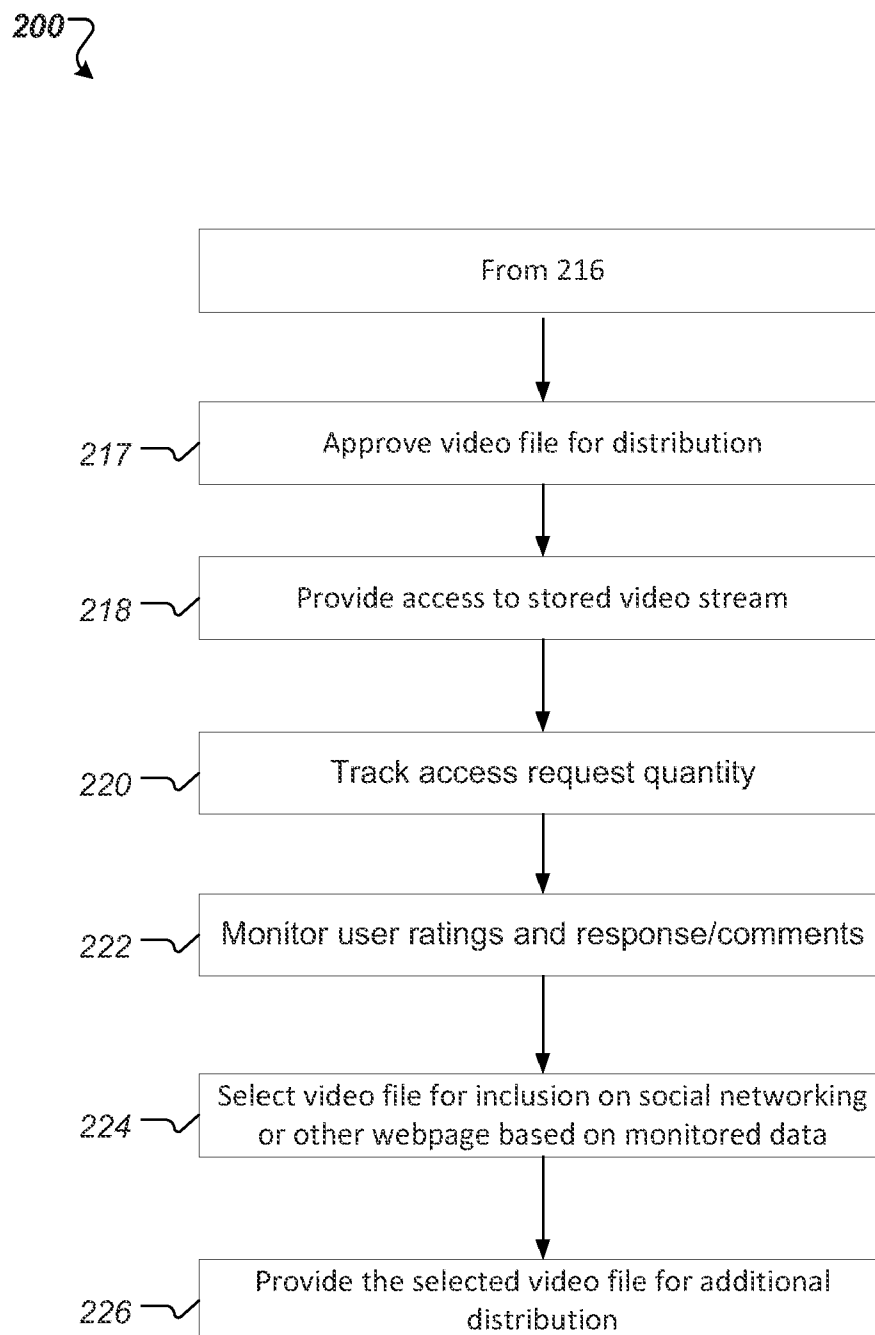 200
From 216
217
Approve video file for distribution
218
Provide access to stored video stream
220
Track access request quantity
222
Monitor user ratings and response/comments
224
Select video file for inclusion on social networking
or other webpage based on monitored data
226
Provide the selected video file for additional
distribution